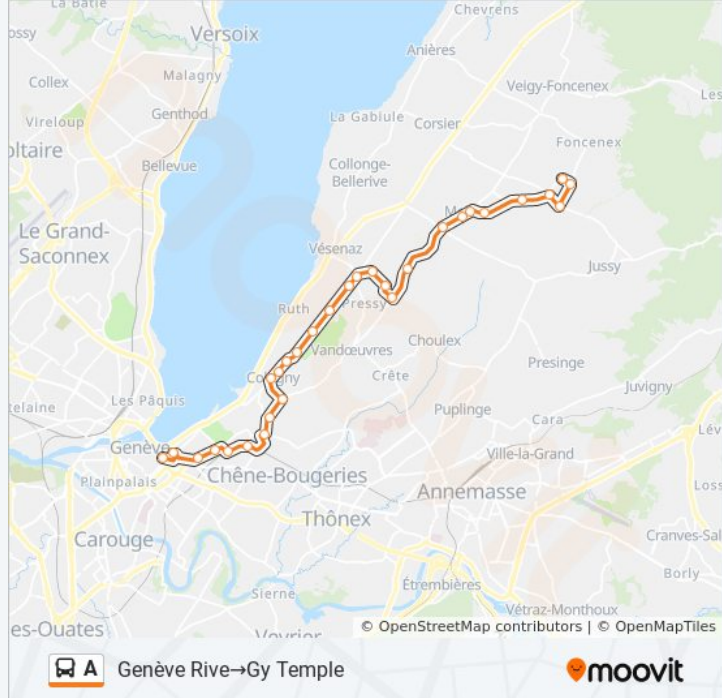 La Bâtie
Chevrens
Versoix
Anières
Collex
Malagny
Veigy-Foncenex
La Gabiule
Genthod
Corsier
Vireloup
Foncenex
oltaire
Bellevue
Collonge-
Bellerive
Le Grand-
Saconnex
Vésenaz
Jussy
Ruth
Pressy
Choulex
Vandœuvres
Presinge
Crête
Juvigny
Les Pâquis
telaine
Puplinge
Cara
Genève
Ville-la-Grand
Plainpalais
Chêne-Bougeries
Annemasse
Thônex
Carouge
Cranves-Sal
Borly
Étrembières
Sierne
Vétraz-Monthoux
es-Ouates
Veyrier
© OpenStreetMap contributors | © OpenMapTiles
A Genève Rive→Gy Temple
moovit